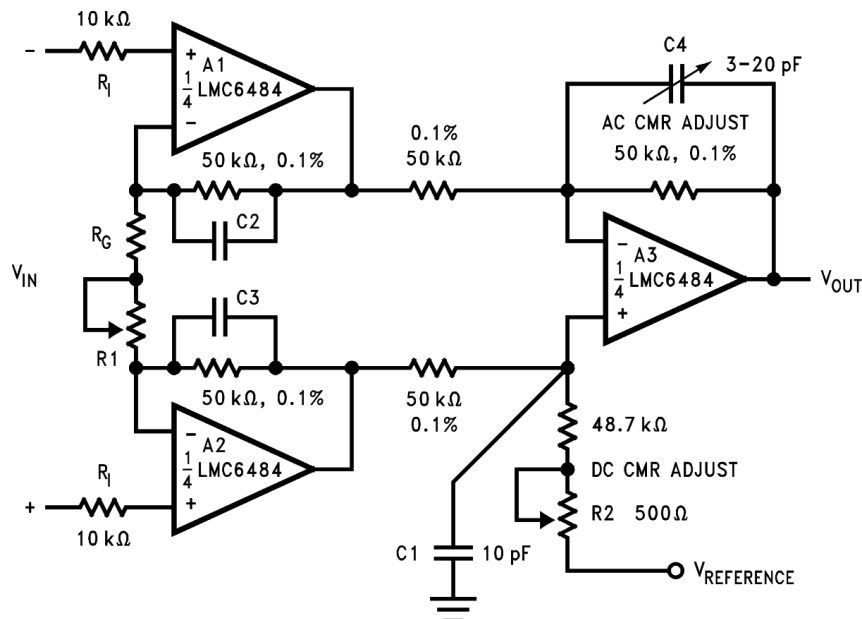 10 kΩ
−
R_I
+
A1
1/4 LMC6484
−
50 kΩ, 0.1%
C2
0.1%
50 kΩ
C4
3–20 pF
AC CMR ADJUST
50 kΩ, 0.1%
R_G
V_IN
R1
C3
50 kΩ, 0.1%
50 kΩ
0.1%
−
A3
1/4 LMC6484
+
V_OUT
−
A2
1/4 LMC6484
+
R_I
+
10 kΩ
48.7 kΩ
DC CMR ADJUST
R2 500Ω
C1
10 pF
V_REFERENCE